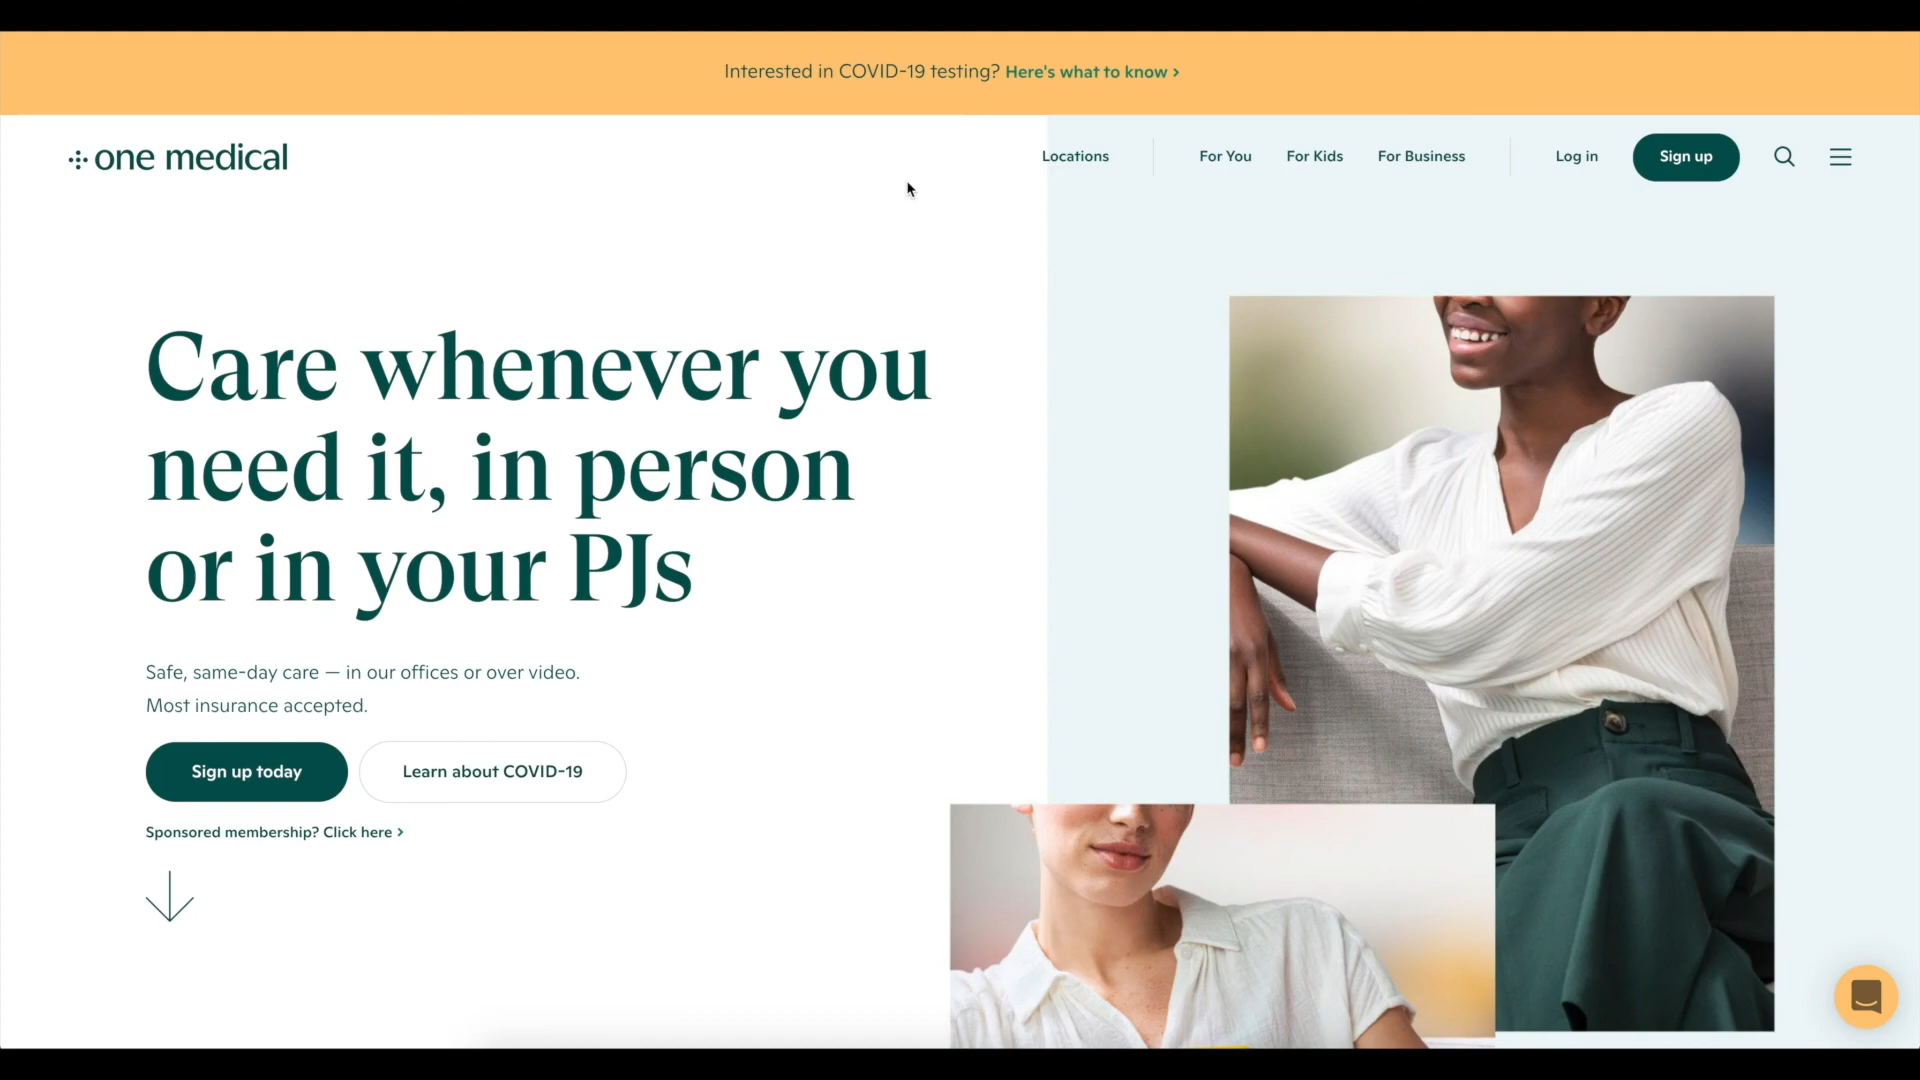 Interested in COVID-19 testing? Here's what to know ›
one medical
Locations
For You
For Kids
For Business
Log in
Sign up
Care whenever you
need it, in person
or in your PJs
Safe, same-day care — in our offices or over video.
Most insurance accepted.
Sign up today
Learn about COVID-19
Sponsored membership? Click here ›